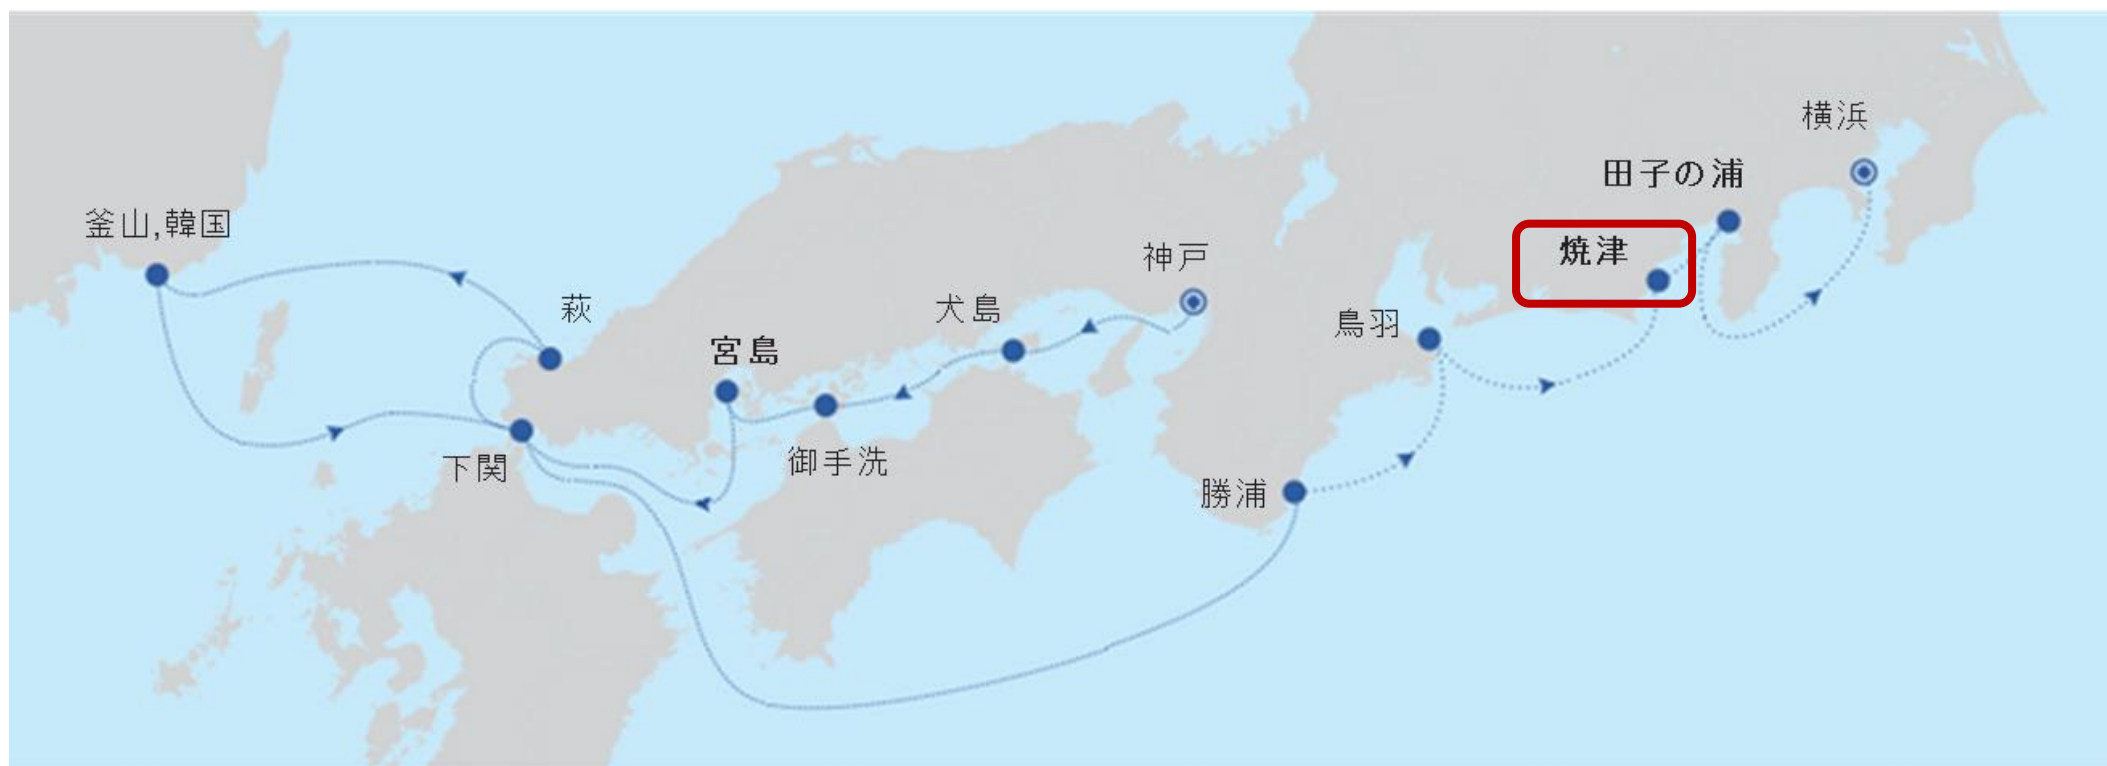 横浜
田子の浦
釜山,韓国
焼津
神戸
萩
犬島
鳥羽
宮島
御手洗
下関
勝浦